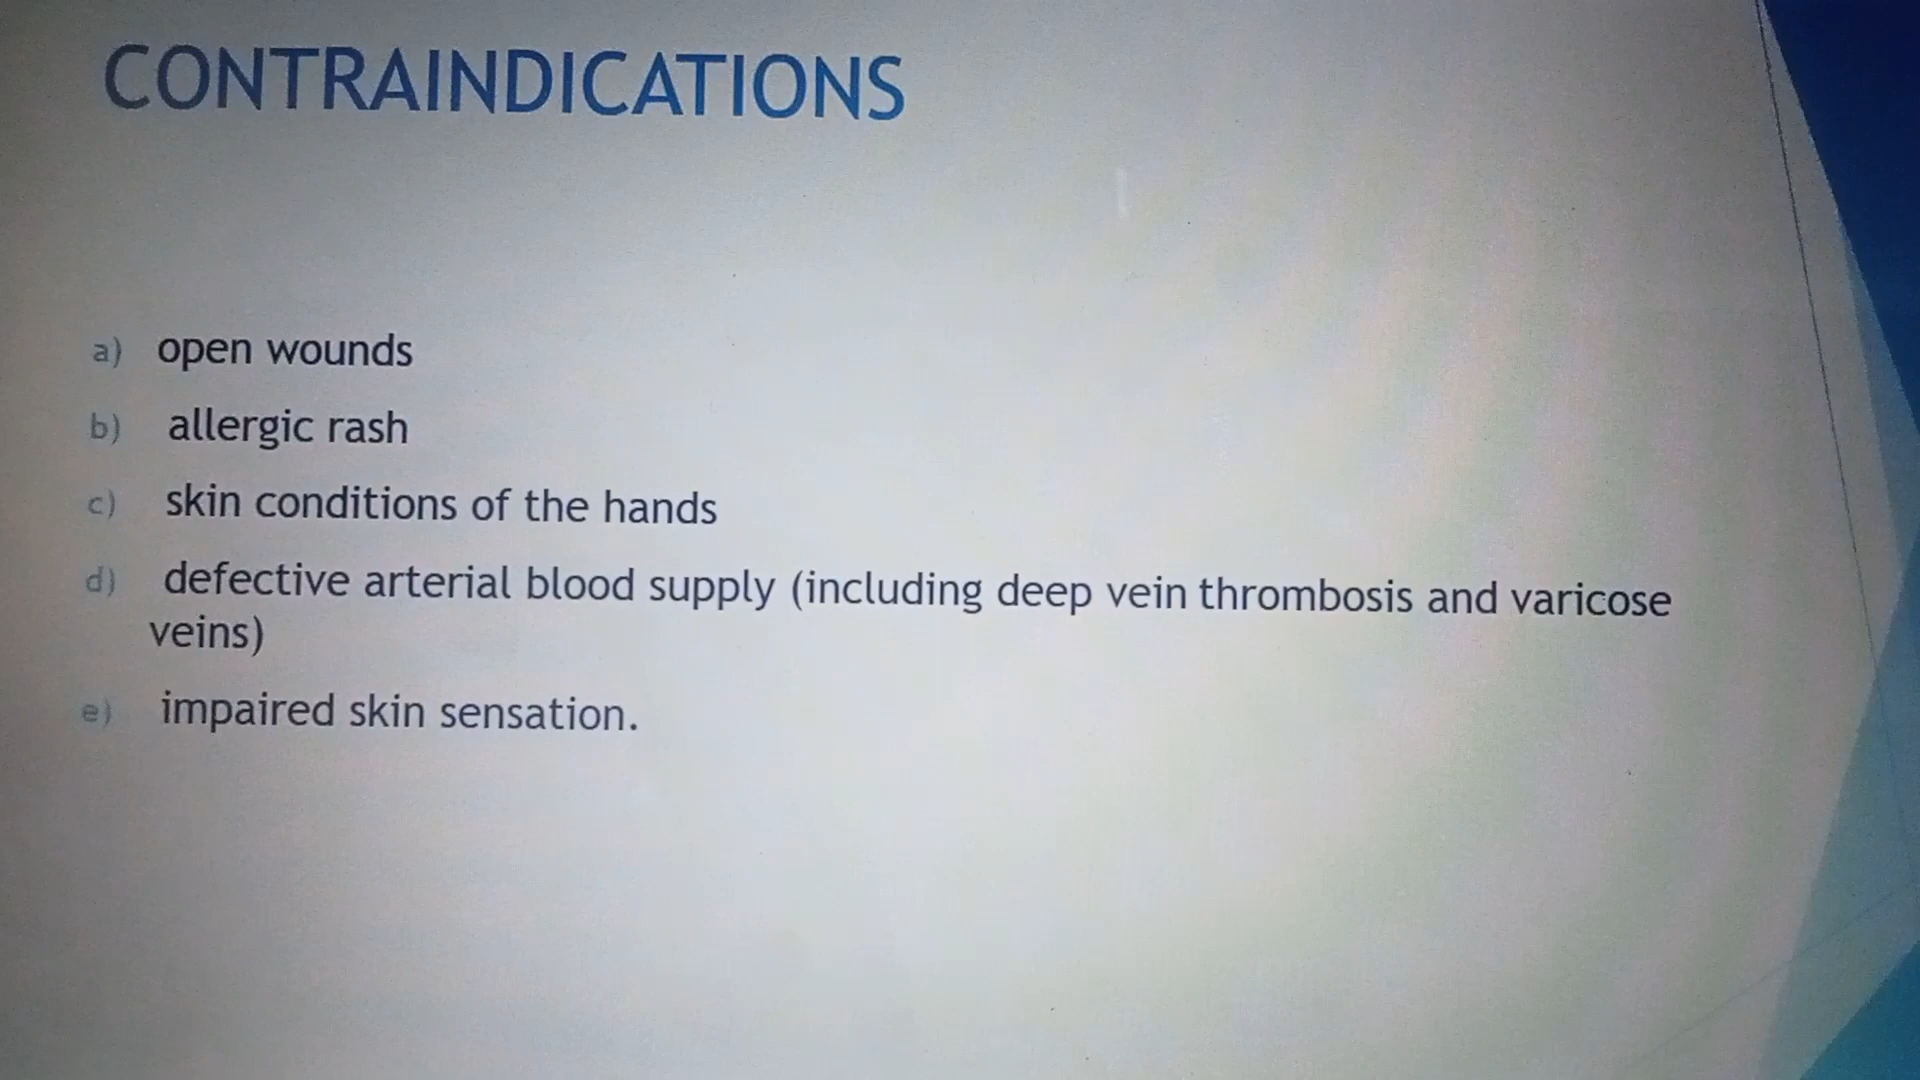 CONTRAINDICATIONS
a) open wounds
b) allergic rash
c) skin conditions of the hands
d) defective arterial blood supply (including deep vein thrombosis and varicose
veins)
e) impaired skin sensation.